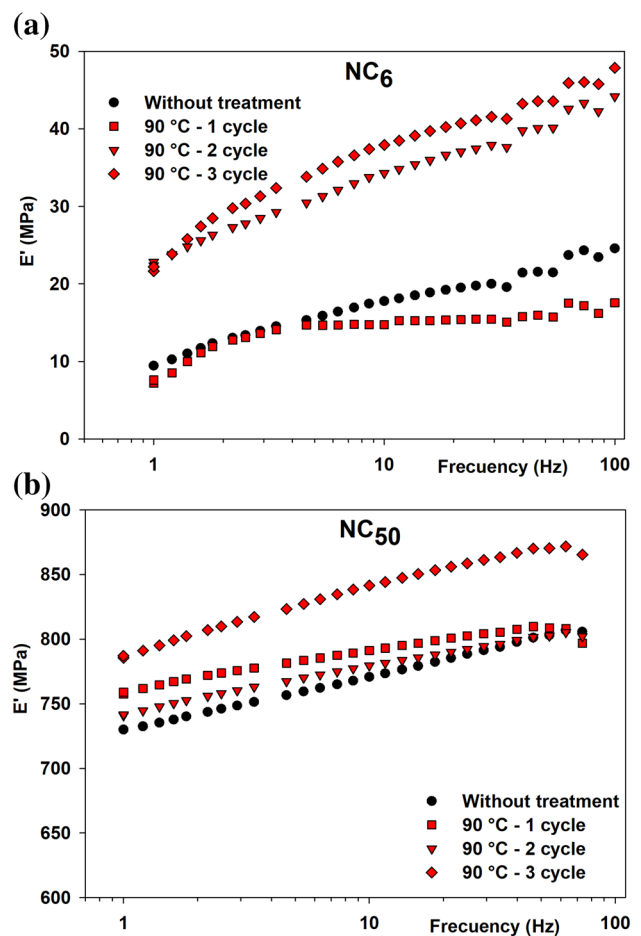 (a)
NC6
Without treatment
90 °C - 1 cycle
90 °C - 2 cycle
90 °C - 3 cycle
E' (MPa)
50
40
30
20
10
0
1
10
100
Frecuency (Hz)
(b)
NC50
E' (MPa)
900
850
800
750
700
650
600
Without treatment
90 °C - 1 cycle
90 °C - 2 cycle
90 °C - 3 cycle
1
10
100
Frecuency (Hz)